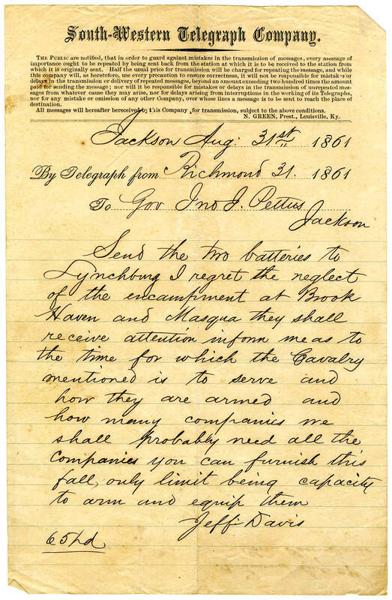 South-Western Telegraph Company.
THE PUBLIC are notified, that in order to guard against mistakes in the transmission of messages, every message of
importance ought to be repeated by being sent back from the station at which it is to be received to the station from
which it is originally sent. Half the usual price for transmission will be charged for repeating the message, and while
this company will, as heretofore, use every precaution to ensure correctness, it will not be responsible for mistakes or
delays in the transmission or delivery of repeated messages, beyond an amount exceeding two hundred times the amount
paid for sending the message; nor will it be responsible for mistakes or delays in the transmission of unrepeated mes-
sages from whatever cause they may arise, nor for delays arising from interruptions in the working of its Telegraphs,
nor for any mistake or omission of any other Company, over whose lines a message is to be sent to reach the place of
destination.
All messages will hereafter be received by this Company for transmission, subject to the above conditions.
N. GREEN, Prest., Louisville, Ky.
Jackson Aug: 31st 1861
By Telegraph from Richmond 31. 1861
To Gov Jno J. Pettus
Jackson
Send the two batteries to
Lynchburg I regret the neglect
of the encampment at Brook
Haven and Masqua they shall
receive attention inform me as to
the time for which the Cavalry
mentioned is to serve and
how they are armed and
how many companies we
shall probably need all the
companies you can furnish this
fall, only limit being capacity
to arm and equip them
Jeff. Davis